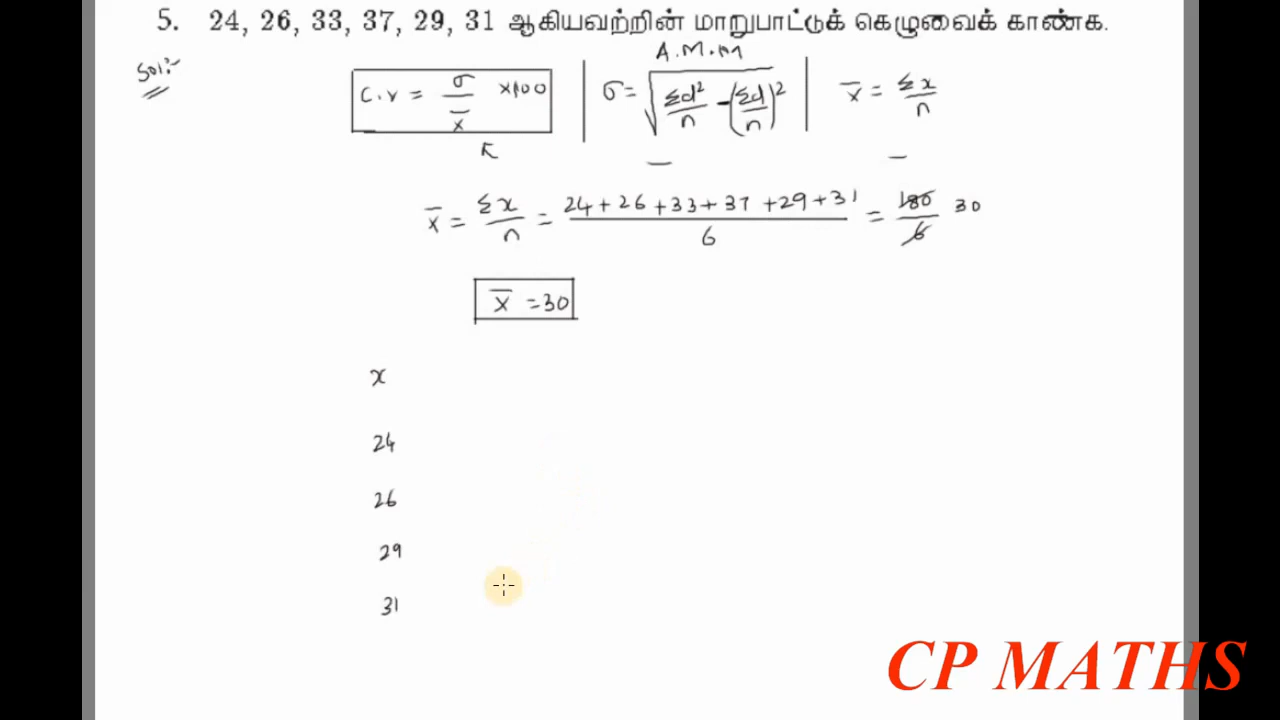 5. 24, 26, 33, 37, 29, 31 ஆகியவற்றின் மாறுபாட்டுக் கெழுவைக் காண்க.
Sol:-
A.M.M
C.V = σ/x̄ ×100 | σ = √(Σd²/n - (Σd/n)²) | x̄ = Σx/n
x̄ = Σx/n = (24+26+33+37+29+31)/6 = 180/6 30
x̄ = 30
x
24
26
29
31
CP MATHS